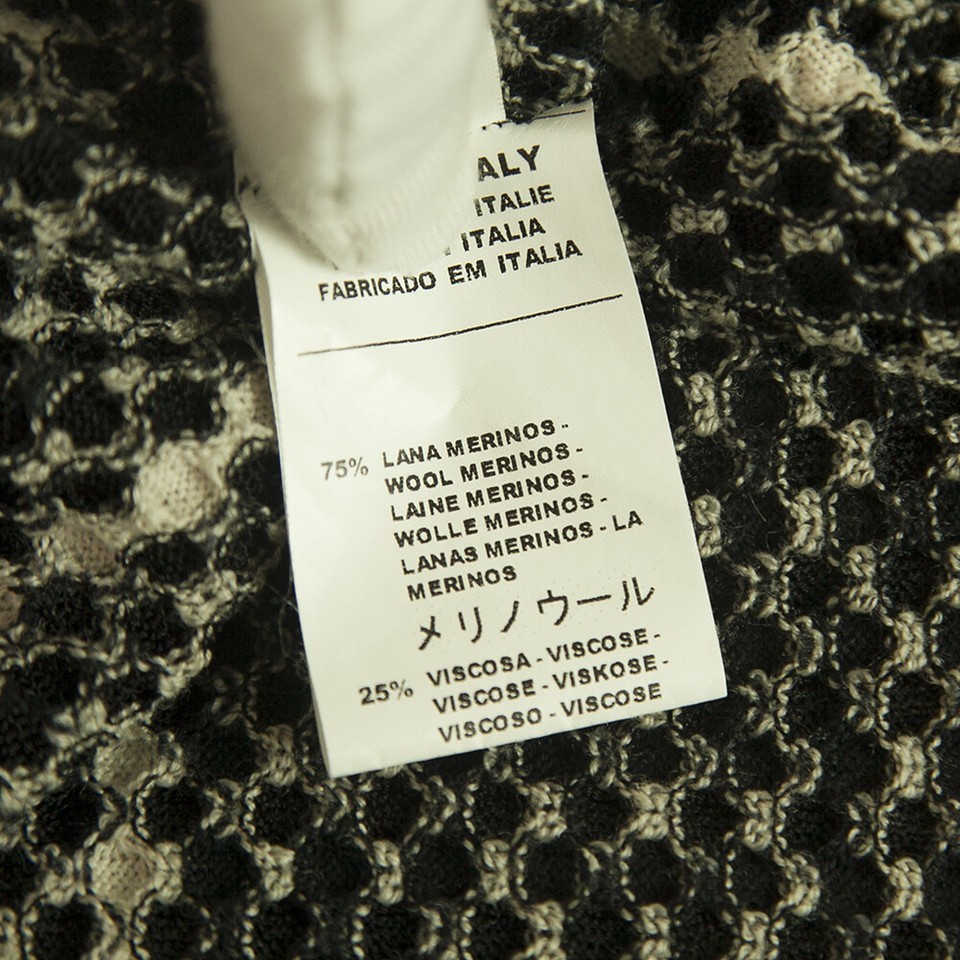 ALY
ITALIE
ITALIA
FABRICADO EM ITALIA
75% LANA MERINOS -
WOOL MERINOS -
LAINE MERINOS -
WOLLE MERINOS -
LANAS MERINOS - LA
MERINOS
メリノウール
25% VISCOSA - VISCOSE -
VISCOSE - VISKOSE -
VISCOSO - VISCOSE